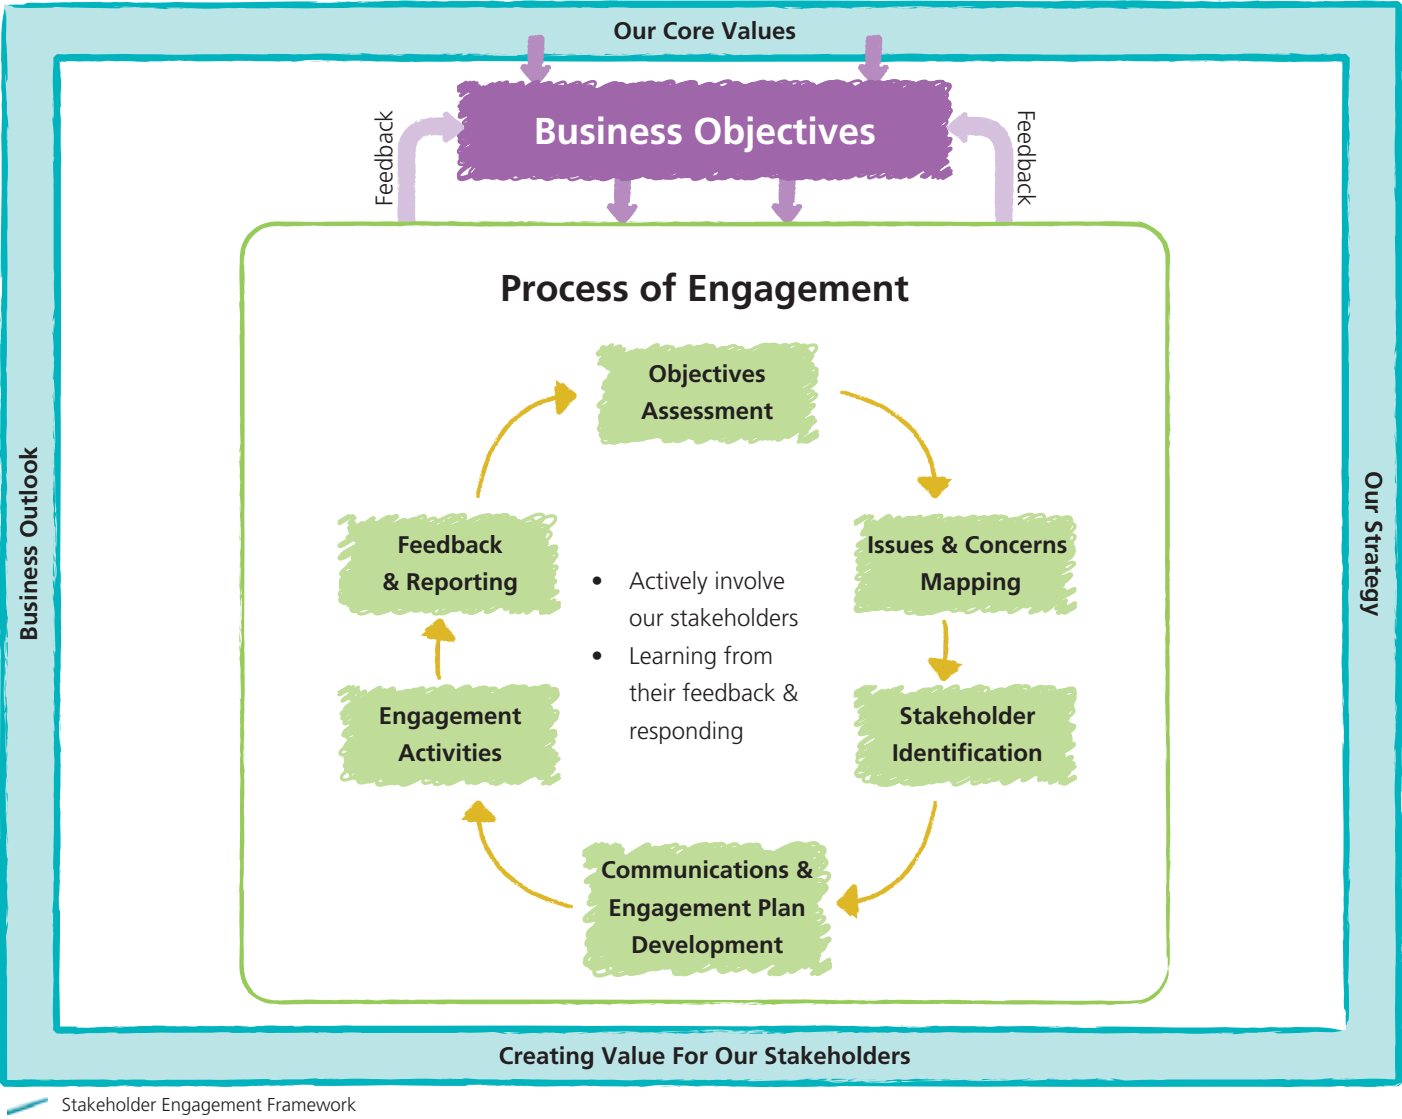 Our Core Values
Business Objectives
Feedback
Feedback
Process of Engagement
Objectives
Assessment
Issues & Concerns
Mapping
Stakeholder
Identification
Communications &
Engagement Plan
Development
Engagement
Activities
Feedback
& Reporting
• Actively involve
our stakeholders
• Learning from
their feedback &
responding
Business Outlook
Our Strategy
Creating Value For Our Stakeholders
Stakeholder Engagement Framework